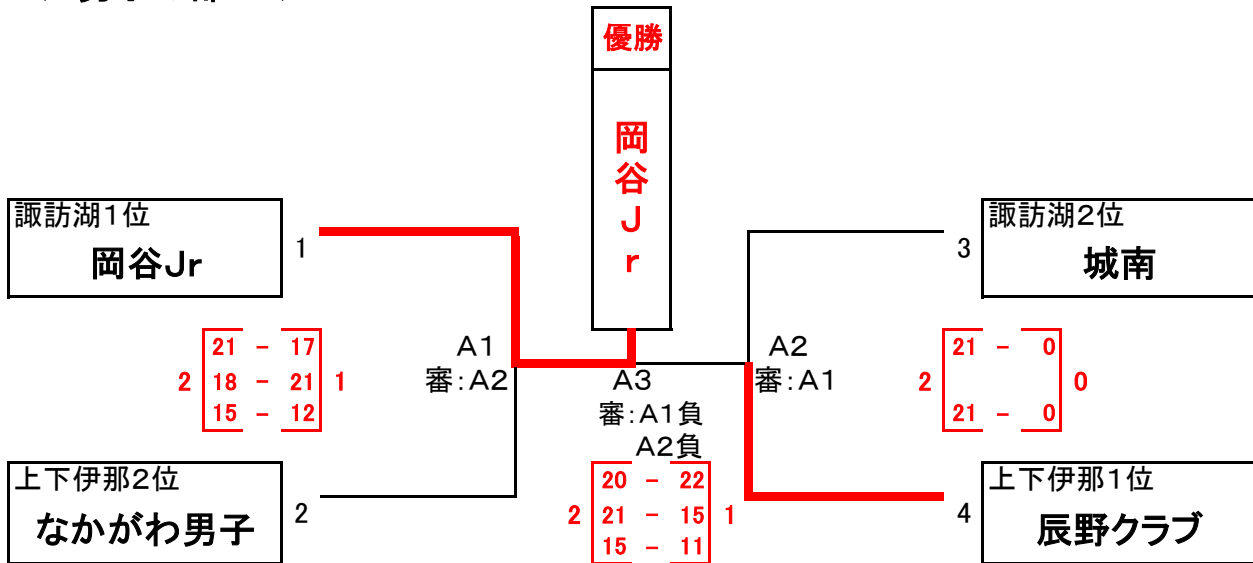 優勝
岡谷Jr
諏訪湖1位
岡谷Jr
1
3
諏訪湖2位
城南
21 - 17
2 18 - 21 1
15 - 12
A1
審:A2
A3
審:A1負
A2負
A2
審:A1
21 - 0
2 0
21 - 0
上下伊那2位
なかがわ男子
2
20 - 22
2 21 - 15 1
15 - 11
4
上下伊那1位
辰野クラブ